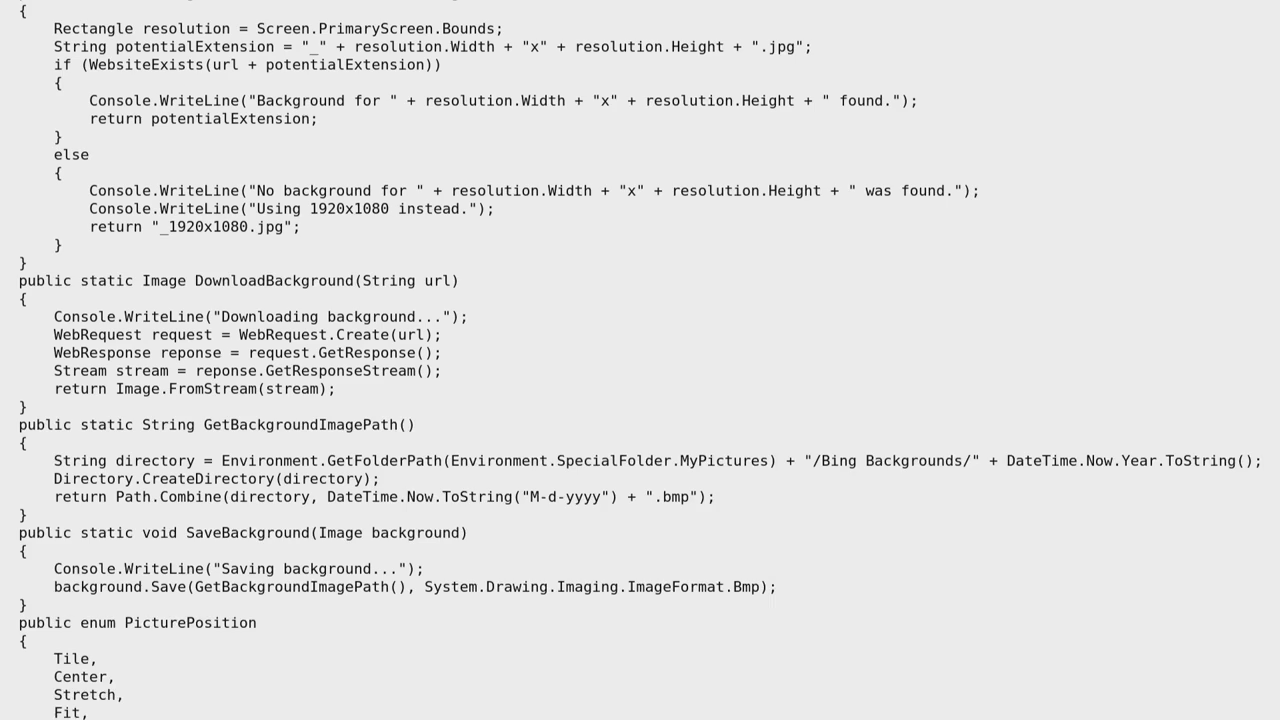 {
    Rectangle resolution = Screen.PrimaryScreen.Bounds;
    String potentialExtension = "_" + resolution.Width + "x" + resolution.Height + ".jpg";
    if (WebsiteExists(url + potentialExtension))
    {
        Console.WriteLine("Background for " + resolution.Width + "x" + resolution.Height + " found.");
        return potentialExtension;
    }
    else
    {
        Console.WriteLine("No background for " + resolution.Width + "x" + resolution.Height + " was found.");
        Console.WriteLine("Using 1920x1080 instead.");
        return "_1920x1080.jpg";
    }
}
public static Image DownloadBackground(String url)
{
    Console.WriteLine("Downloading background...");
    WebRequest request = WebRequest.Create(url);
    WebResponse reponse = request.GetResponse();
    Stream stream = reponse.GetResponseStream();
    return Image.FromStream(stream);
}
public static String GetBackgroundImagePath()
{
    String directory = Environment.GetFolderPath(Environment.SpecialFolder.MyPictures) + "/Bing Backgrounds/" + DateTime.Now.Year.ToString();
    Directory.CreateDirectory(directory);
    return Path.Combine(directory, DateTime.Now.ToString("M-d-yyyy") + ".bmp");
}
public static void SaveBackground(Image background)
{
    Console.WriteLine("Saving background...");
    background.Save(GetBackgroundImagePath(), System.Drawing.Imaging.ImageFormat.Bmp);
}
public enum PicturePosition
{
    Tile,
    Center,
    Stretch,
    Fit,